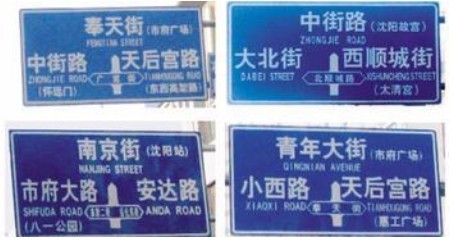 奉天街(市府广场)
FENGTIAN STREET
中街路 天后宫路
ZHONGJIE ROAD 广宜街 TIANHOUGONG ROAD
(怀远门) (东西高架路)
中街路(沈阳故宫)
ZHONGJIE ROAD
大北街 西顺城街
DABEI STREET 北顺城路 XISHUNCHENG STREET
(太清宫)
南京街(沈阳站)
NANJING STREET
市府大路 安达路
SHIFUDA ROAD ANDA ROAD
(八一公园)
青年大街(市府广场)
QINGNIAN AVENUE
小西路 天后宫路
XIAOXI ROAD 奉天街 TIANHOUGONG ROAD
(惠工广场)